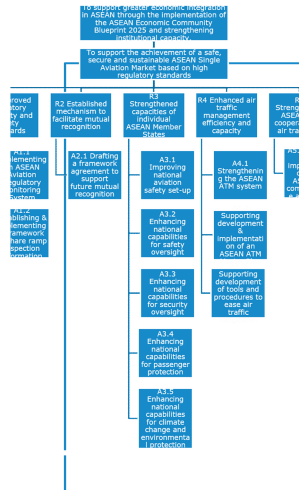 To support greater economic integration
in ASEAN through the implementation of
the ASEAN Economic Community
Blueprint 2025 and strengthening
institutional capacity.
To support the achievement of a safe,
secure and sustainable ASEAN Single
Aviation Market based on high
regulatory standards
R2 Established
mechanism to
facilitate mutual
recognition
R3
Strengthened
capacities of
individual
ASEAN Member
States
R4 Enhanced air
traffic
management
efficiency and
capacity
A1.1
A2.1 Drafting
a framework
agreement to
support
future mutual
recognition
A3.1
Improving
national
aviation
safety set-up
A4.1
Strengthenin
g the ASEAN
ATM system
A1.2
A3.2
Enhancing
national
capabilities
for safety
oversight
Supporting
development
&
implementati
on of an
ASEAN ATM
A3.3
Enhancing
national
capabilities
for security
oversight
Supporting
development
of tools and
procedures to
ease air
traffic
A3.4
Enhancing
national
capabilities
for passenger
protection
A3.5
Enhancing
national
capabilities
for climate
change and
environmenta
l protection